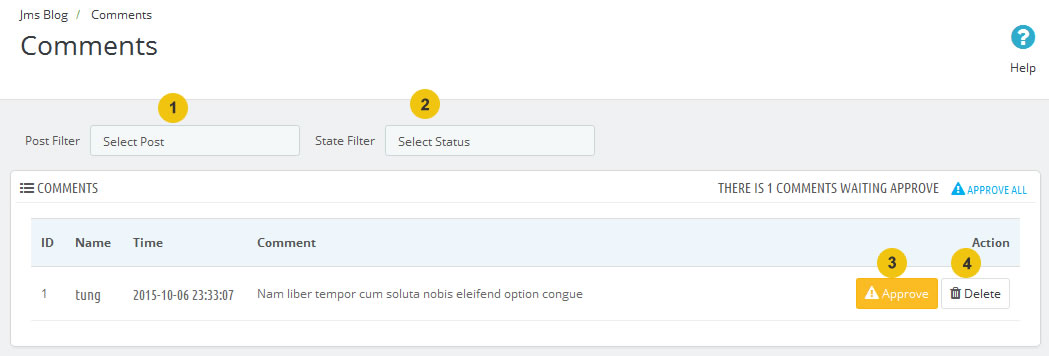 Jms Blog / Comments
Comments
? Help
1 2
Post Filter Select Post State Filter Select Status
COMMENTS THERE IS 1 COMMENTS WAITING APPROVE APPROVE ALL
ID Name Time Comment Action
3 4
1 tung 2015-10-06 23:33:07 Nam liber tempor cum soluta nobis eleifend option congue Approve Delete